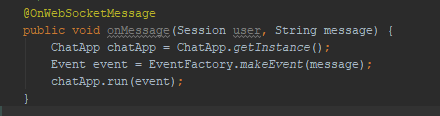 @OnWebSocketMessage
public void onMessage(Session user, String message) {
    ChatApp chatApp = ChatApp.getInstance();
    Event event = EventFactory.makeEvent(message);
    chatApp.run(event);
}